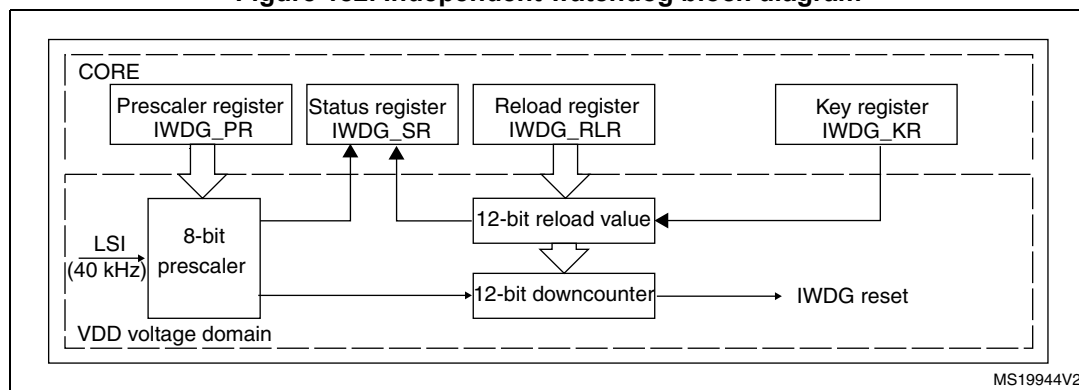 Figure 182. Independent watchdog block diagram
CORE
Prescaler register
IWDG_PR
Status register
IWDG_SR
Reload register
IWDG_RLR
Key register
IWDG_KR
LSI
(40 kHz)
8-bit
prescaler
12-bit reload value
12-bit downcounter
IWDG reset
VDD voltage domain
MS19944V2